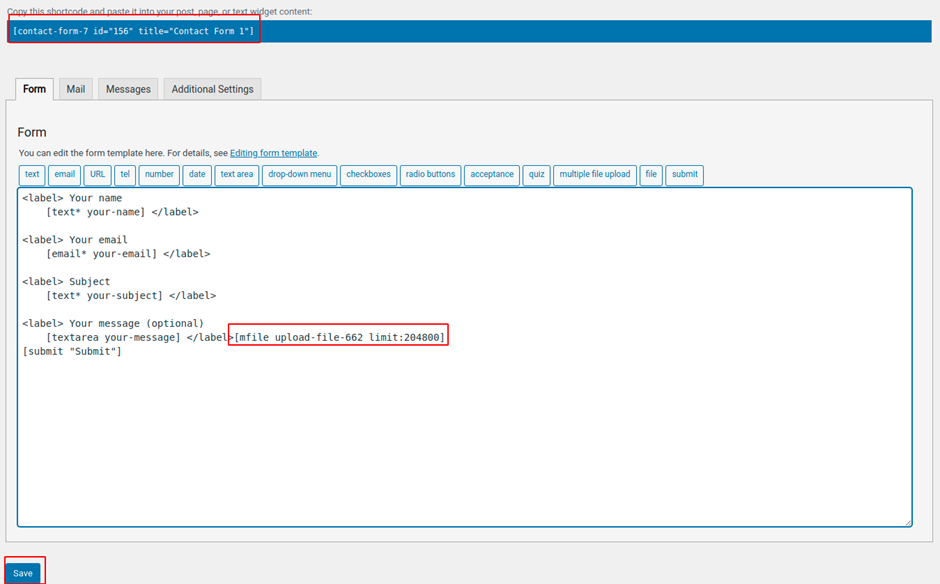 Copy this shortcode and paste it into your post, page, or text widget content:
[contact-form-7 id="156" title="Contact Form 1"]
Form Mail Messages Additional Settings
Form
You can edit the form template here. For details, see Editing form template.
text email URL tel number date text area drop-down menu checkboxes radio buttons acceptance quiz multiple file upload file submit
<label> Your name
[text* your-name] </label>
<label> Your email
[email* your-email] </label>
<label> Subject
[text* your-subject] </label>
<label> Your message (optional)
[textarea your-message] </label>[mfile upload-file-662 limit:204800]
[submit "Submit"]
Save